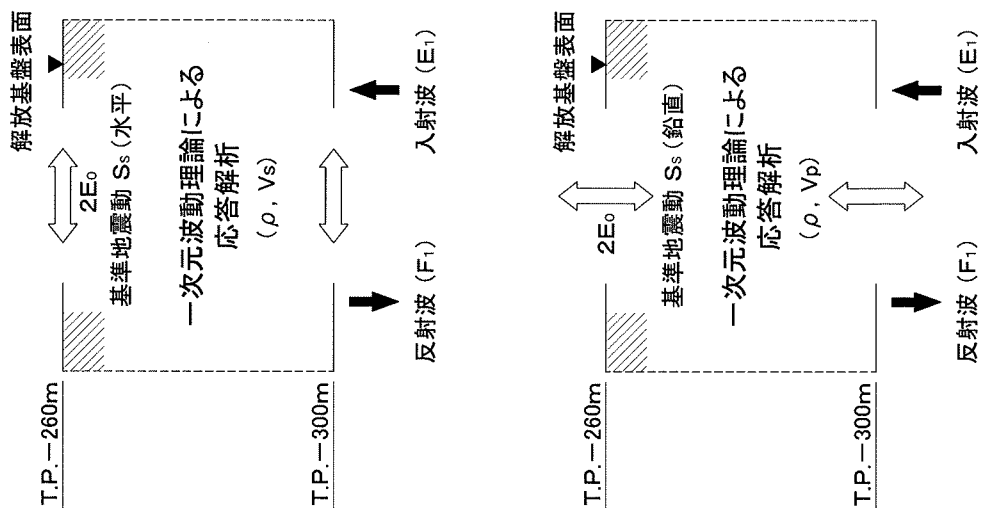 解放基盤表面
T.P.－260m
2E₀
基準地震動 Ss (水平)
一次元波動理論による
応答解析
(ρ, Vs)
T.P.－300m
反射波 (F₁)
入射波 (E₁)
解放基盤表面
T.P.－260m
2E₀
基準地震動 Ss (鉛直)
一次元波動理論による
応答解析
(ρ, Vp)
T.P.－300m
反射波 (F₁)
入射波 (E₁)